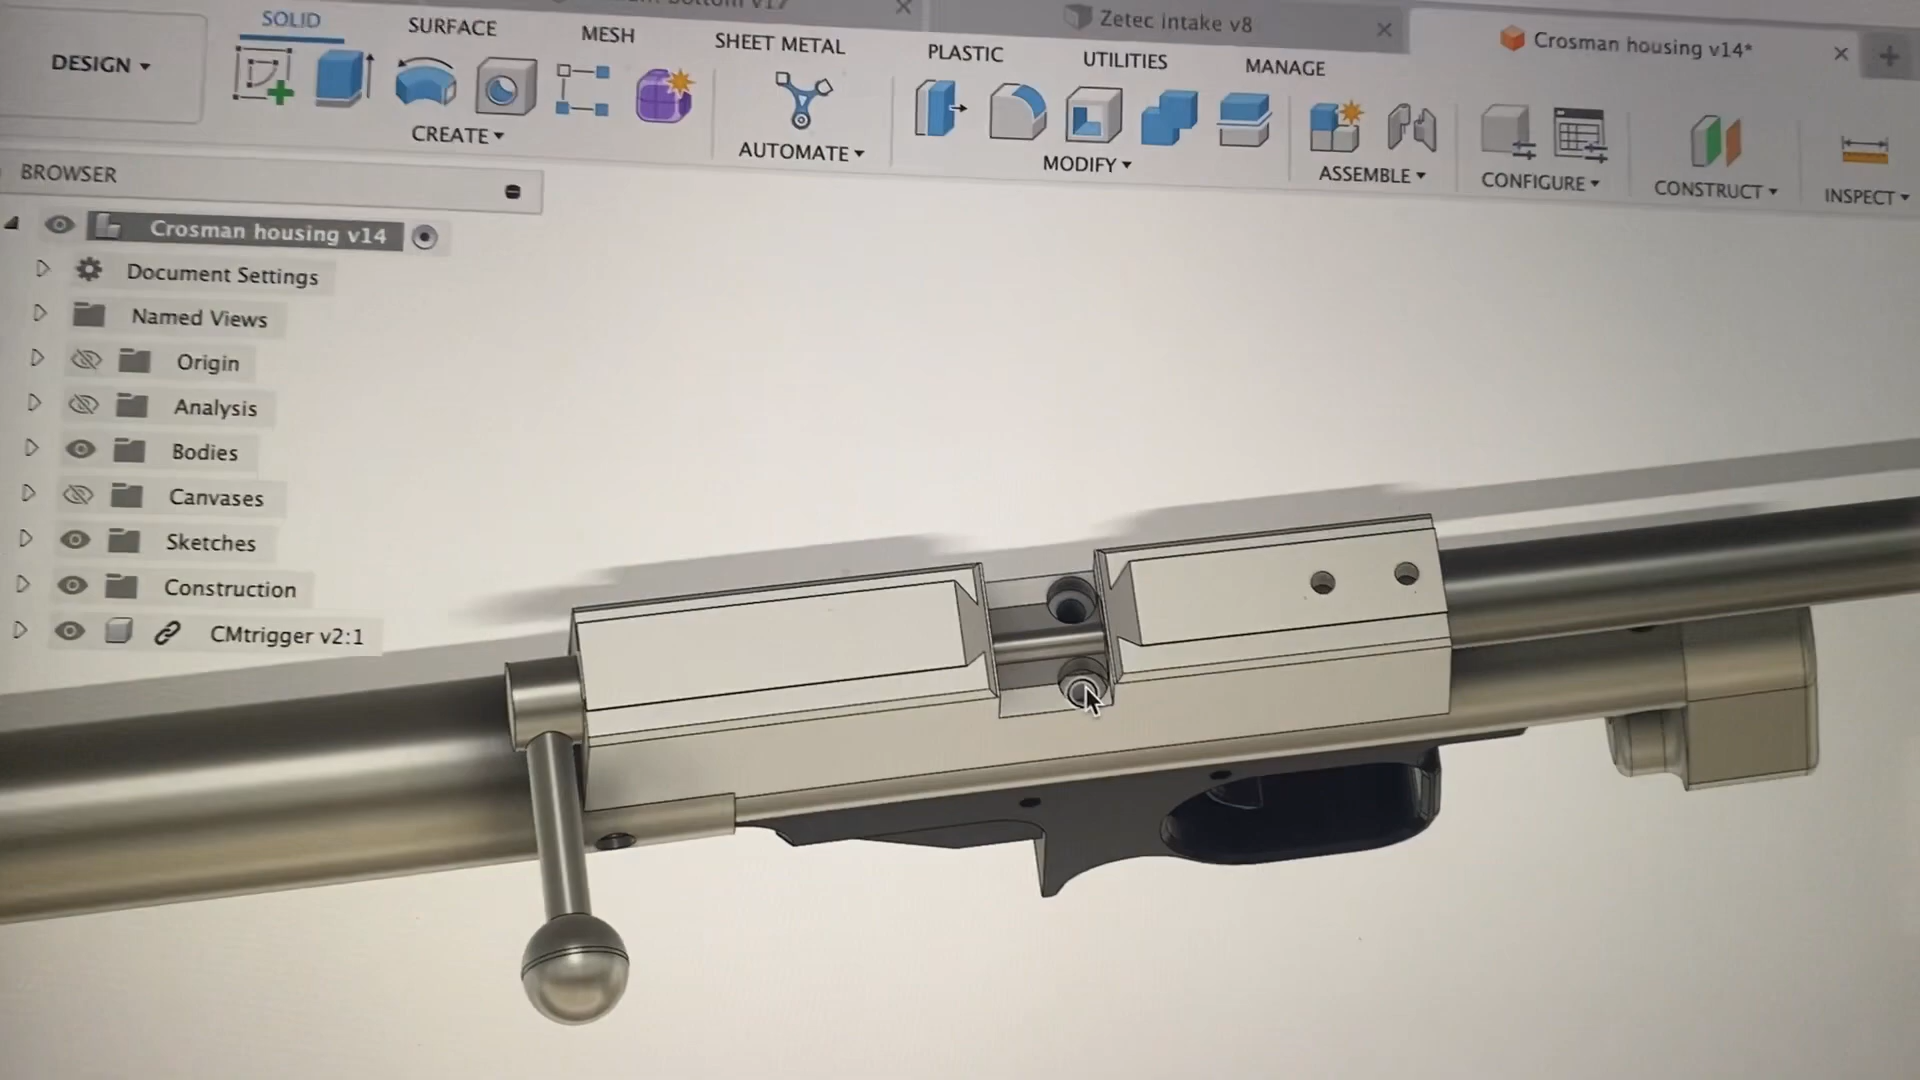 Zetec intake v8
Crosman housing v14*
DESIGN
SOLID
SURFACE
MESH
SHEET METAL
PLASTIC
UTILITIES
MANAGE
CREATE
AUTOMATE
MODIFY
ASSEMBLE
CONFIGURE
CONSTRUCT
INSPECT
BROWSER
Crosman housing v14
Document Settings
Named Views
Origin
Analysis
Bodies
Canvases
Sketches
Construction
CMtrigger v2:1